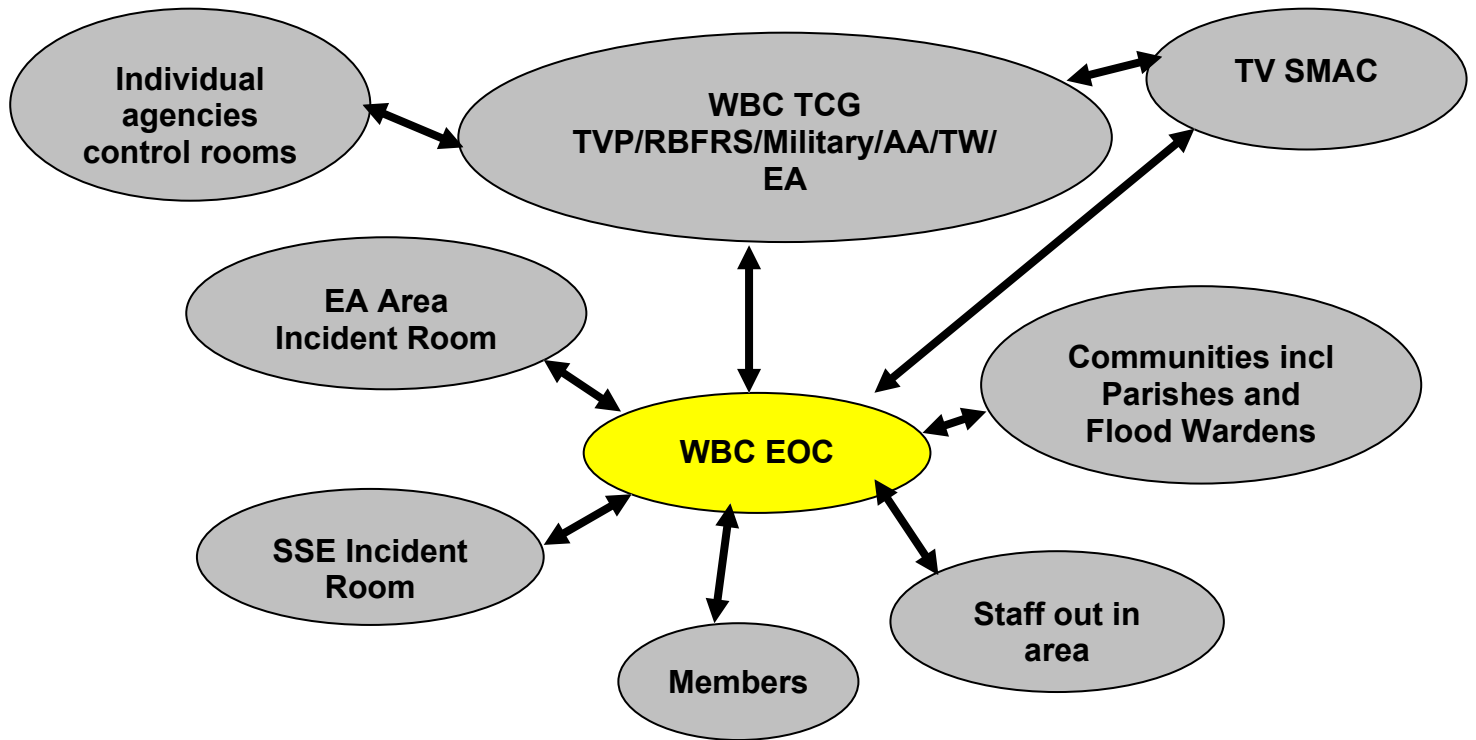 Individual
agencies
control rooms
WBC TCG
TVP/RBFRS/Military/AA/TW/
EA
TV SMAC
EA Area
Incident Room
Communities incl
Parishes and
Flood Wardens
WBC EOC
SSE Incident
Room
Staff out in
area
Members